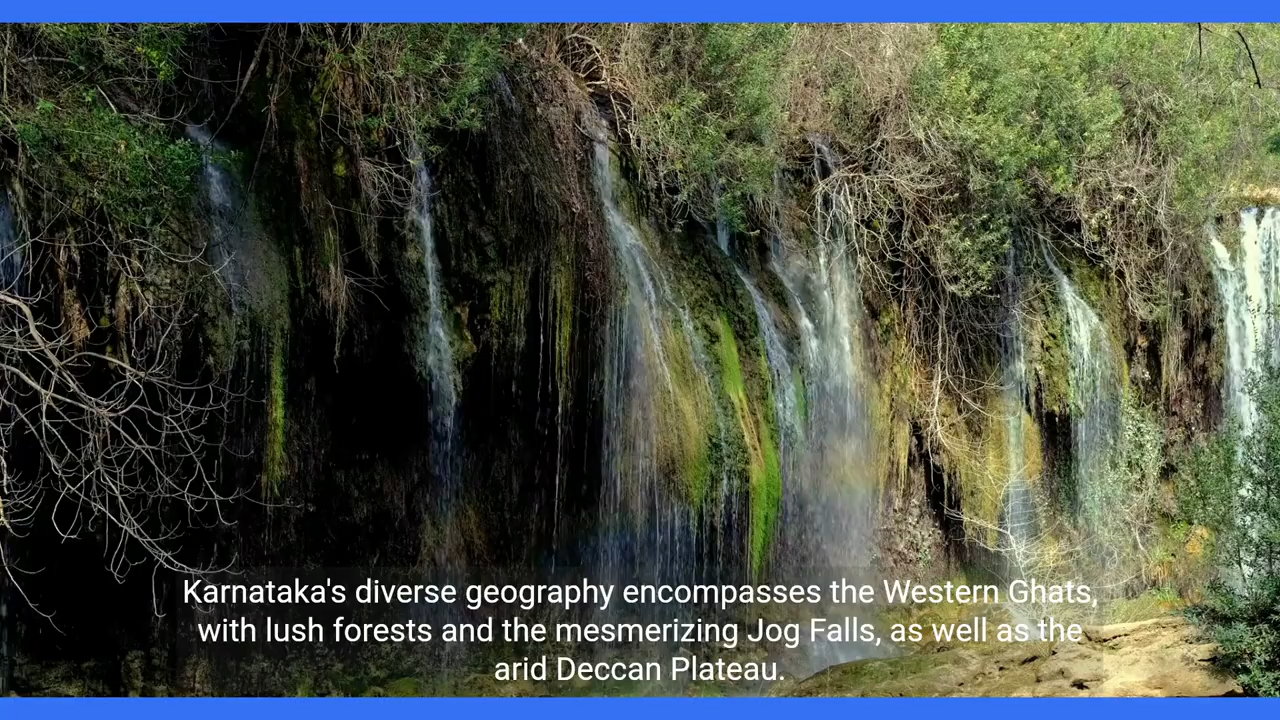 Karnataka's diverse geography encompasses the Western Ghats,
with lush forests and the mesmerizing Jog Falls, as well as the
arid Deccan Plateau.